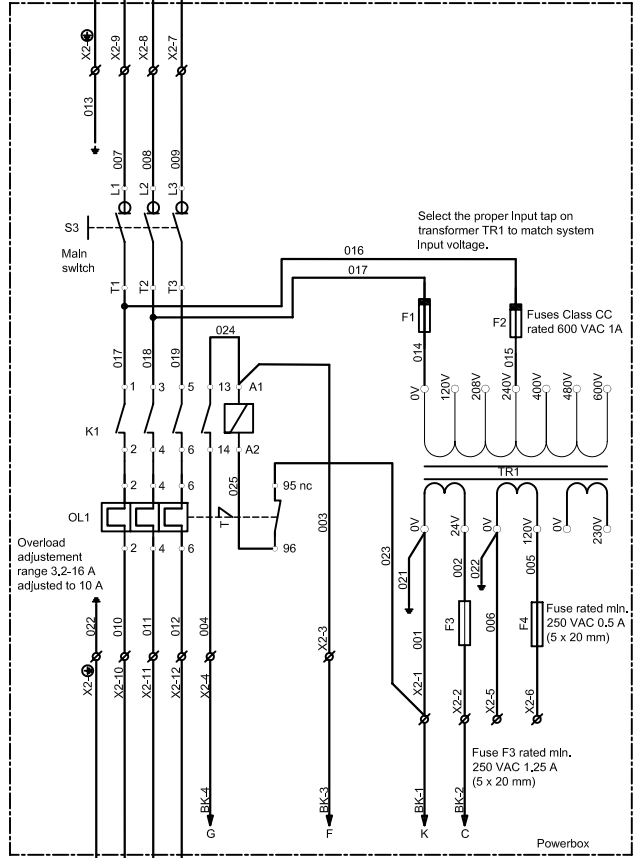 X2-
X2-9
X2-8
X2-7
013
007
008
009
L1
L2
L3
S3
Main
switch
T1
T2
T3
Select the proper Input tap on
transformer TR1 to match system
Input voltage.
016
017
F1
F2
Fuses Class CC
rated 600 VAC 1A
014
015
017
018
019
024
1
3
5
13
A1
K1
2
4
6
14
A2
0V
120V
208V
240V
400V
480V
600V
TR1
2
4
6
025
95 nc
OL1
T
2
4
6
96
003
023
0V
24V
0V
120V
0V
230V
Overload
adjustement
range 3,2-16 A
adjusted to 10 A
021
002
022
005
022
010
011
012
004
001
F3
006
F4
Fuse rated min.
250 VAC 0.5 A
(5 x 20 mm)
X2-
X2-10
X2-11
X2-12
X2-4
X2-3
X2-1
X2-2
X2-5
X2-6
Fuse F3 rated min.
250 VAC 1,25 A
(5 x 20 mm)
BK-4
BK-3
BK-1
BK-2
G
F
K
C
Powerbox